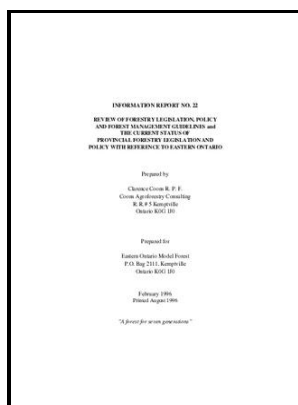 INFORMATION REPORT NO. 22
REVIEW OF FORESTRY LEGISLATION, POLICY
AND FOREST MANAGEMENT GUIDELINES and
THE CURRENT STATUS OF
PROVINCIAL FORESTRY LEGISLATION AND
POLICY WITH REFERENCE TO EASTERN ONTARIO
Prepared by
Clarence Coons R. P. F.
Coons Agroforestry Consulting
R. R. # 5 Kemptville
Ontario K0G 1J0
Prepared for
Eastern Ontario Model Forest
P.O. Bag 2111, Kemptville
Ontario K0G 1J0
February 1996
Printed August 1996
"A forest for seven generations"